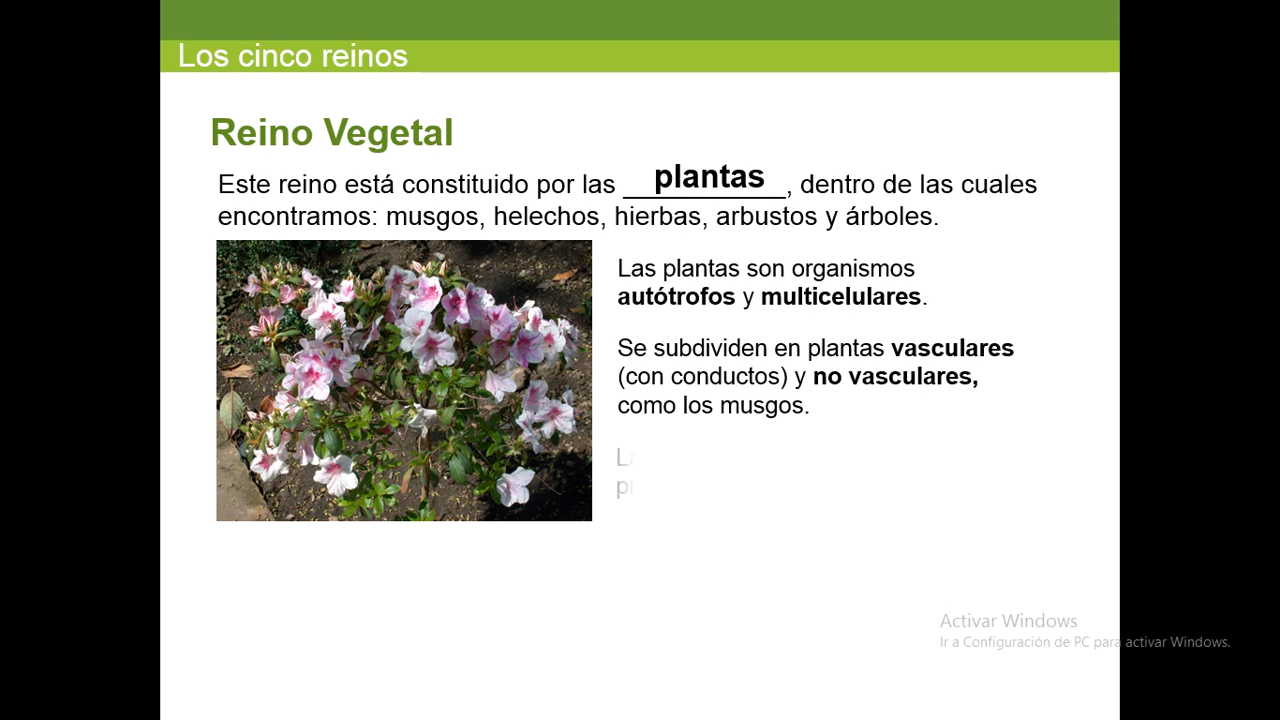 Los cinco reinos
Reino Vegetal
Este reino está constituido por las plantas, dentro de las cuales
encontramos: musgos, helechos, hierbas, arbustos y árboles.
Las plantas son organismos
autótrofos y multicelulares.
Se subdividen en plantas vasculares
(con conductos) y no vasculares,
como los musgos.
Activar Windows
Ir a Configuración de PC para activar Windows.